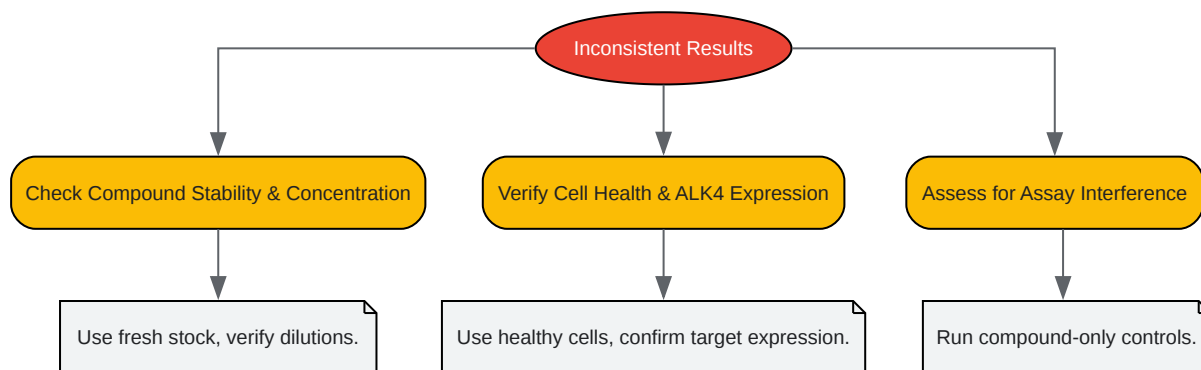 Inconsistent Results
Check Compound Stability & Concentration
Verify Cell Health & ALK4 Expression
Assess for Assay Interference
Use fresh stock, verify dilutions.
Use healthy cells, confirm target expression.
Run compound-only controls.